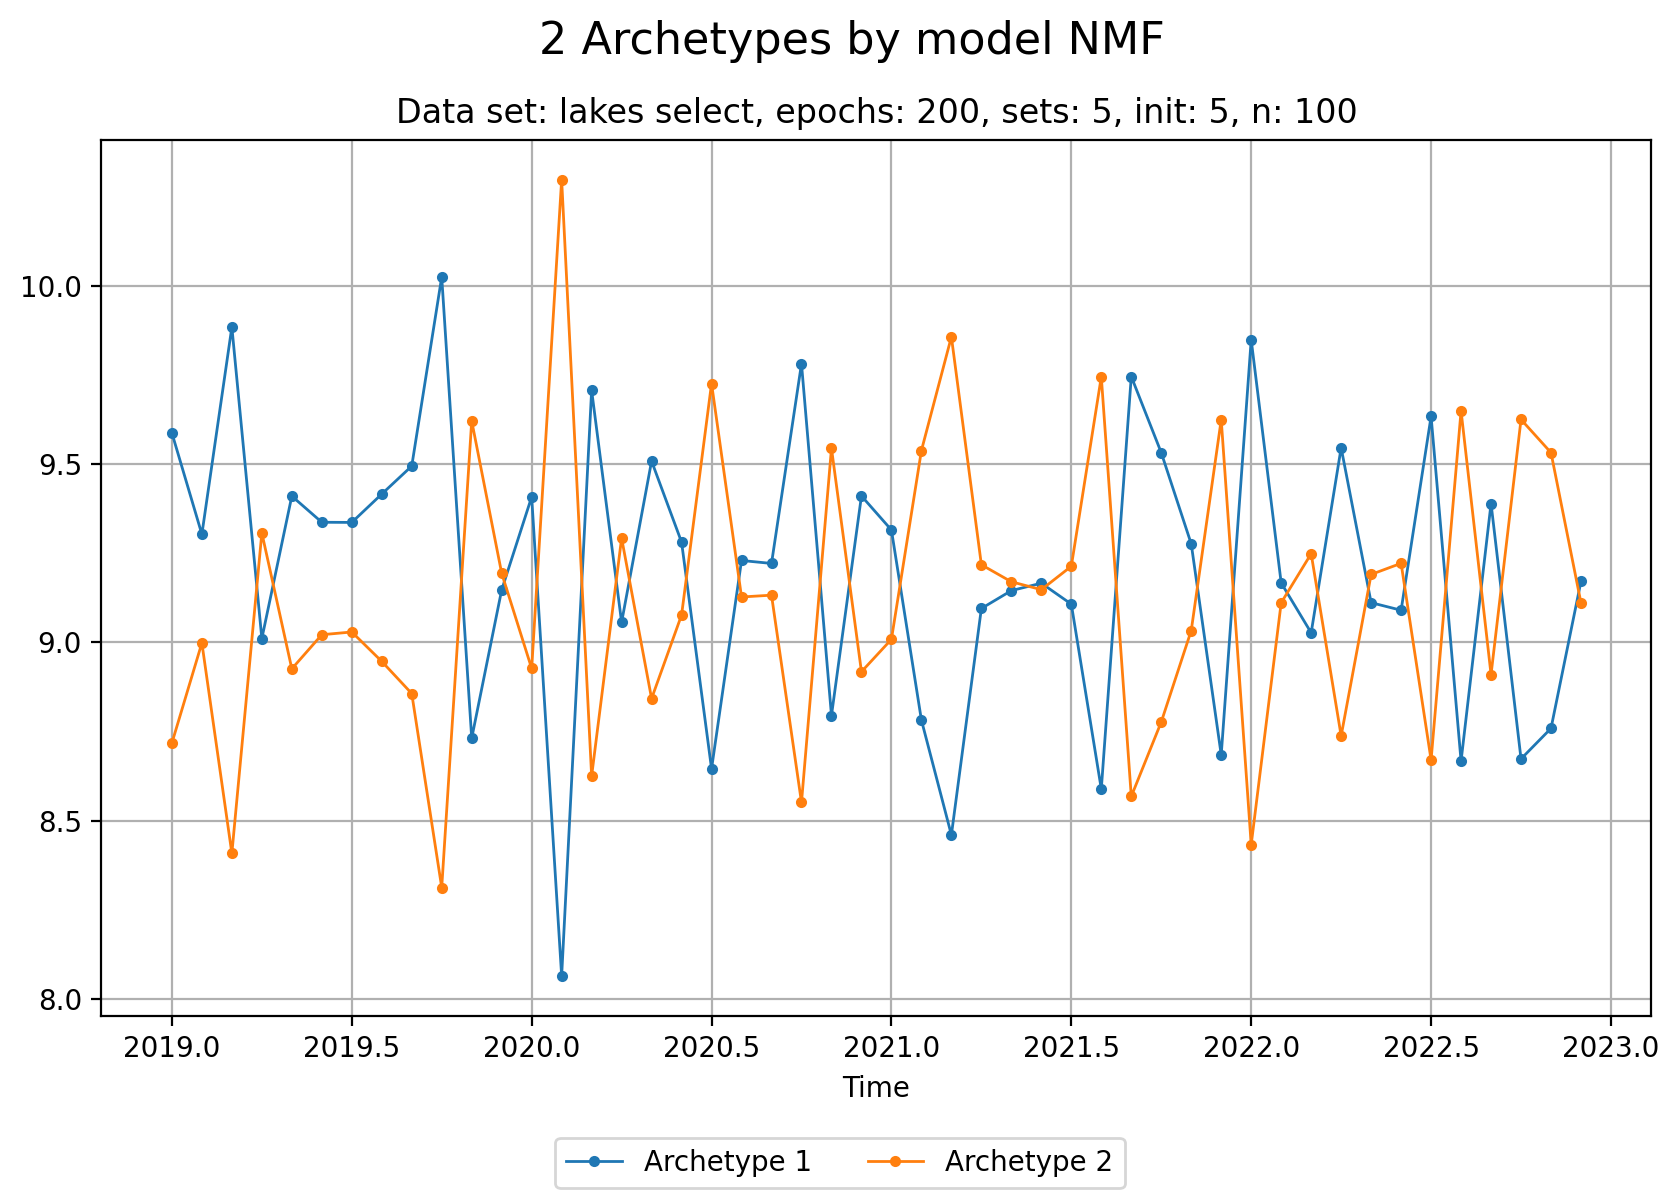 2 Archetypes by model NMF
Data set: lakes select, epochs: 200, sets: 5, init: 5, n: 100
10.0
9.5
9.0
8.5
8.0
2019.0 2019.5 2020.0 2020.5 2021.0 2021.5 2022.0 2022.5 2023.0
Time
Archetype 1 Archetype 2